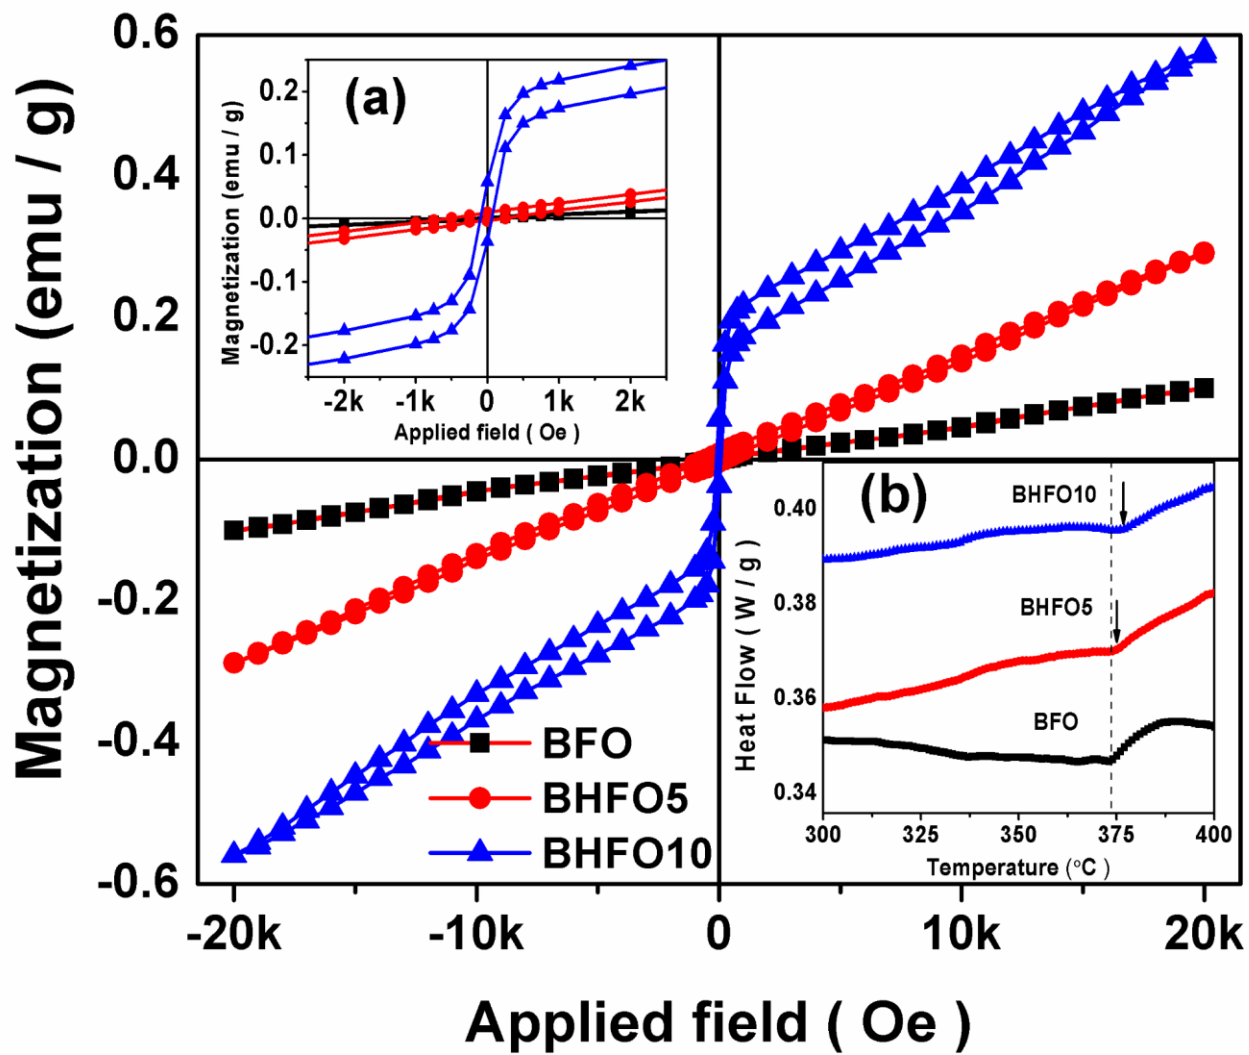 Magnetization (emu / g)
0.6
0.4
0.2
0.0
-0.2
-0.4
-0.6
(a)
Magnetization (emu / g)
0.2
0.1
0.0
-0.1
-0.2
-2k -1k 0 1k 2k
Applied field ( Oe )
BFO
BHFO5
BHFO10
(b)
Heat Flow ( W / g )
0.40
0.38
0.36
0.34
BHFO10
BHFO5
BFO
300 325 350 375 400
Temperature (°C )
-20k -10k 0 10k 20k
Applied field ( Oe )